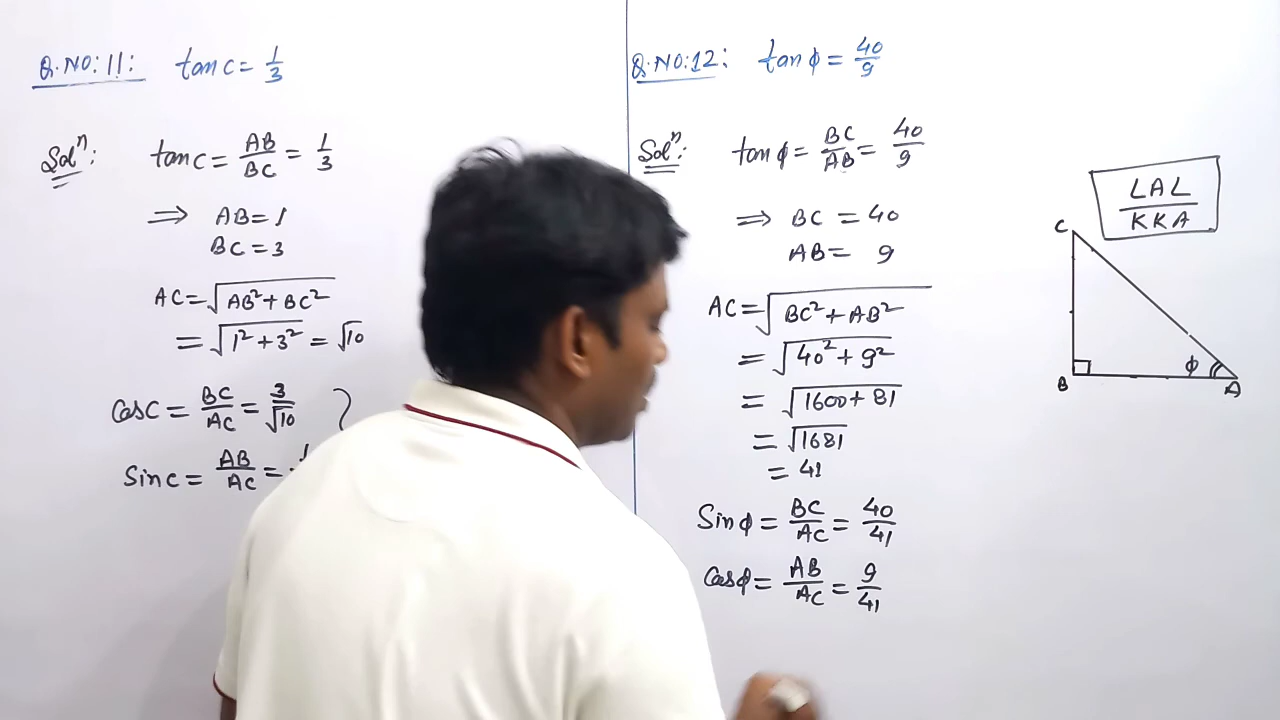 Q.NO:11: tan C = 1/3
Solⁿ: tan C = AB/BC = 1/3
⇒ AB = 1
BC = 3
AC = √(AB² + BC²)
= √(1² + 3²) = √10
Cos C = BC/AC = 3/√10
Sin C = AB/AC =
Q.NO:12: tan ϕ = 40/9
Solⁿ: tan ϕ = BC/AB = 40/9
⇒ BC = 40
AB = 9
AC = √(BC² + AB²)
= √(40² + 9²)
= √(1600 + 81)
= √1681
= 41
Sin ϕ = BC/AC = 40/41
Cos ϕ = AB/AC = 9/41
LAL
KKA
C
ϕ
B A